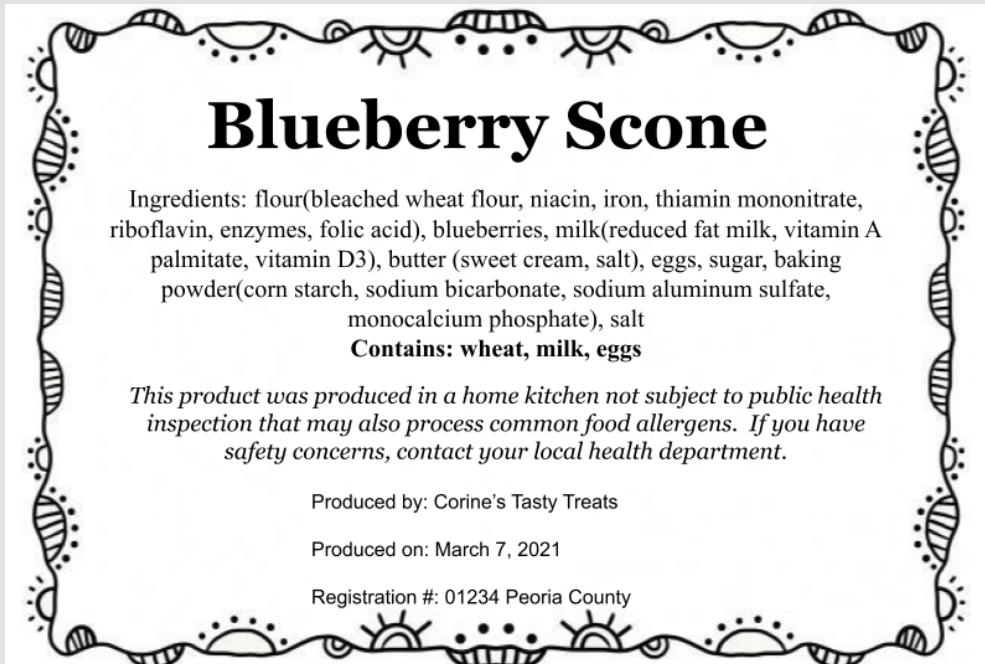 Blueberry Scone
Ingredients: flour(bleached wheat flour, niacin, iron, thiamin mononitrate,
riboflavin, enzymes, folic acid), blueberries, milk(reduced fat milk, vitamin A
palmitate, vitamin D3), butter (sweet cream, salt), eggs, sugar, baking
powder(corn starch, sodium bicarbonate, sodium aluminum sulfate,
monocalcium phosphate), salt
Contains: wheat, milk, eggs
This product was produced in a home kitchen not subject to public health
inspection that may also process common food allergens.  If you have
safety concerns, contact your local health department.
Produced by: Corine’s Tasty Treats
Produced on: March 7, 2021
Registration #: 01234 Peoria County